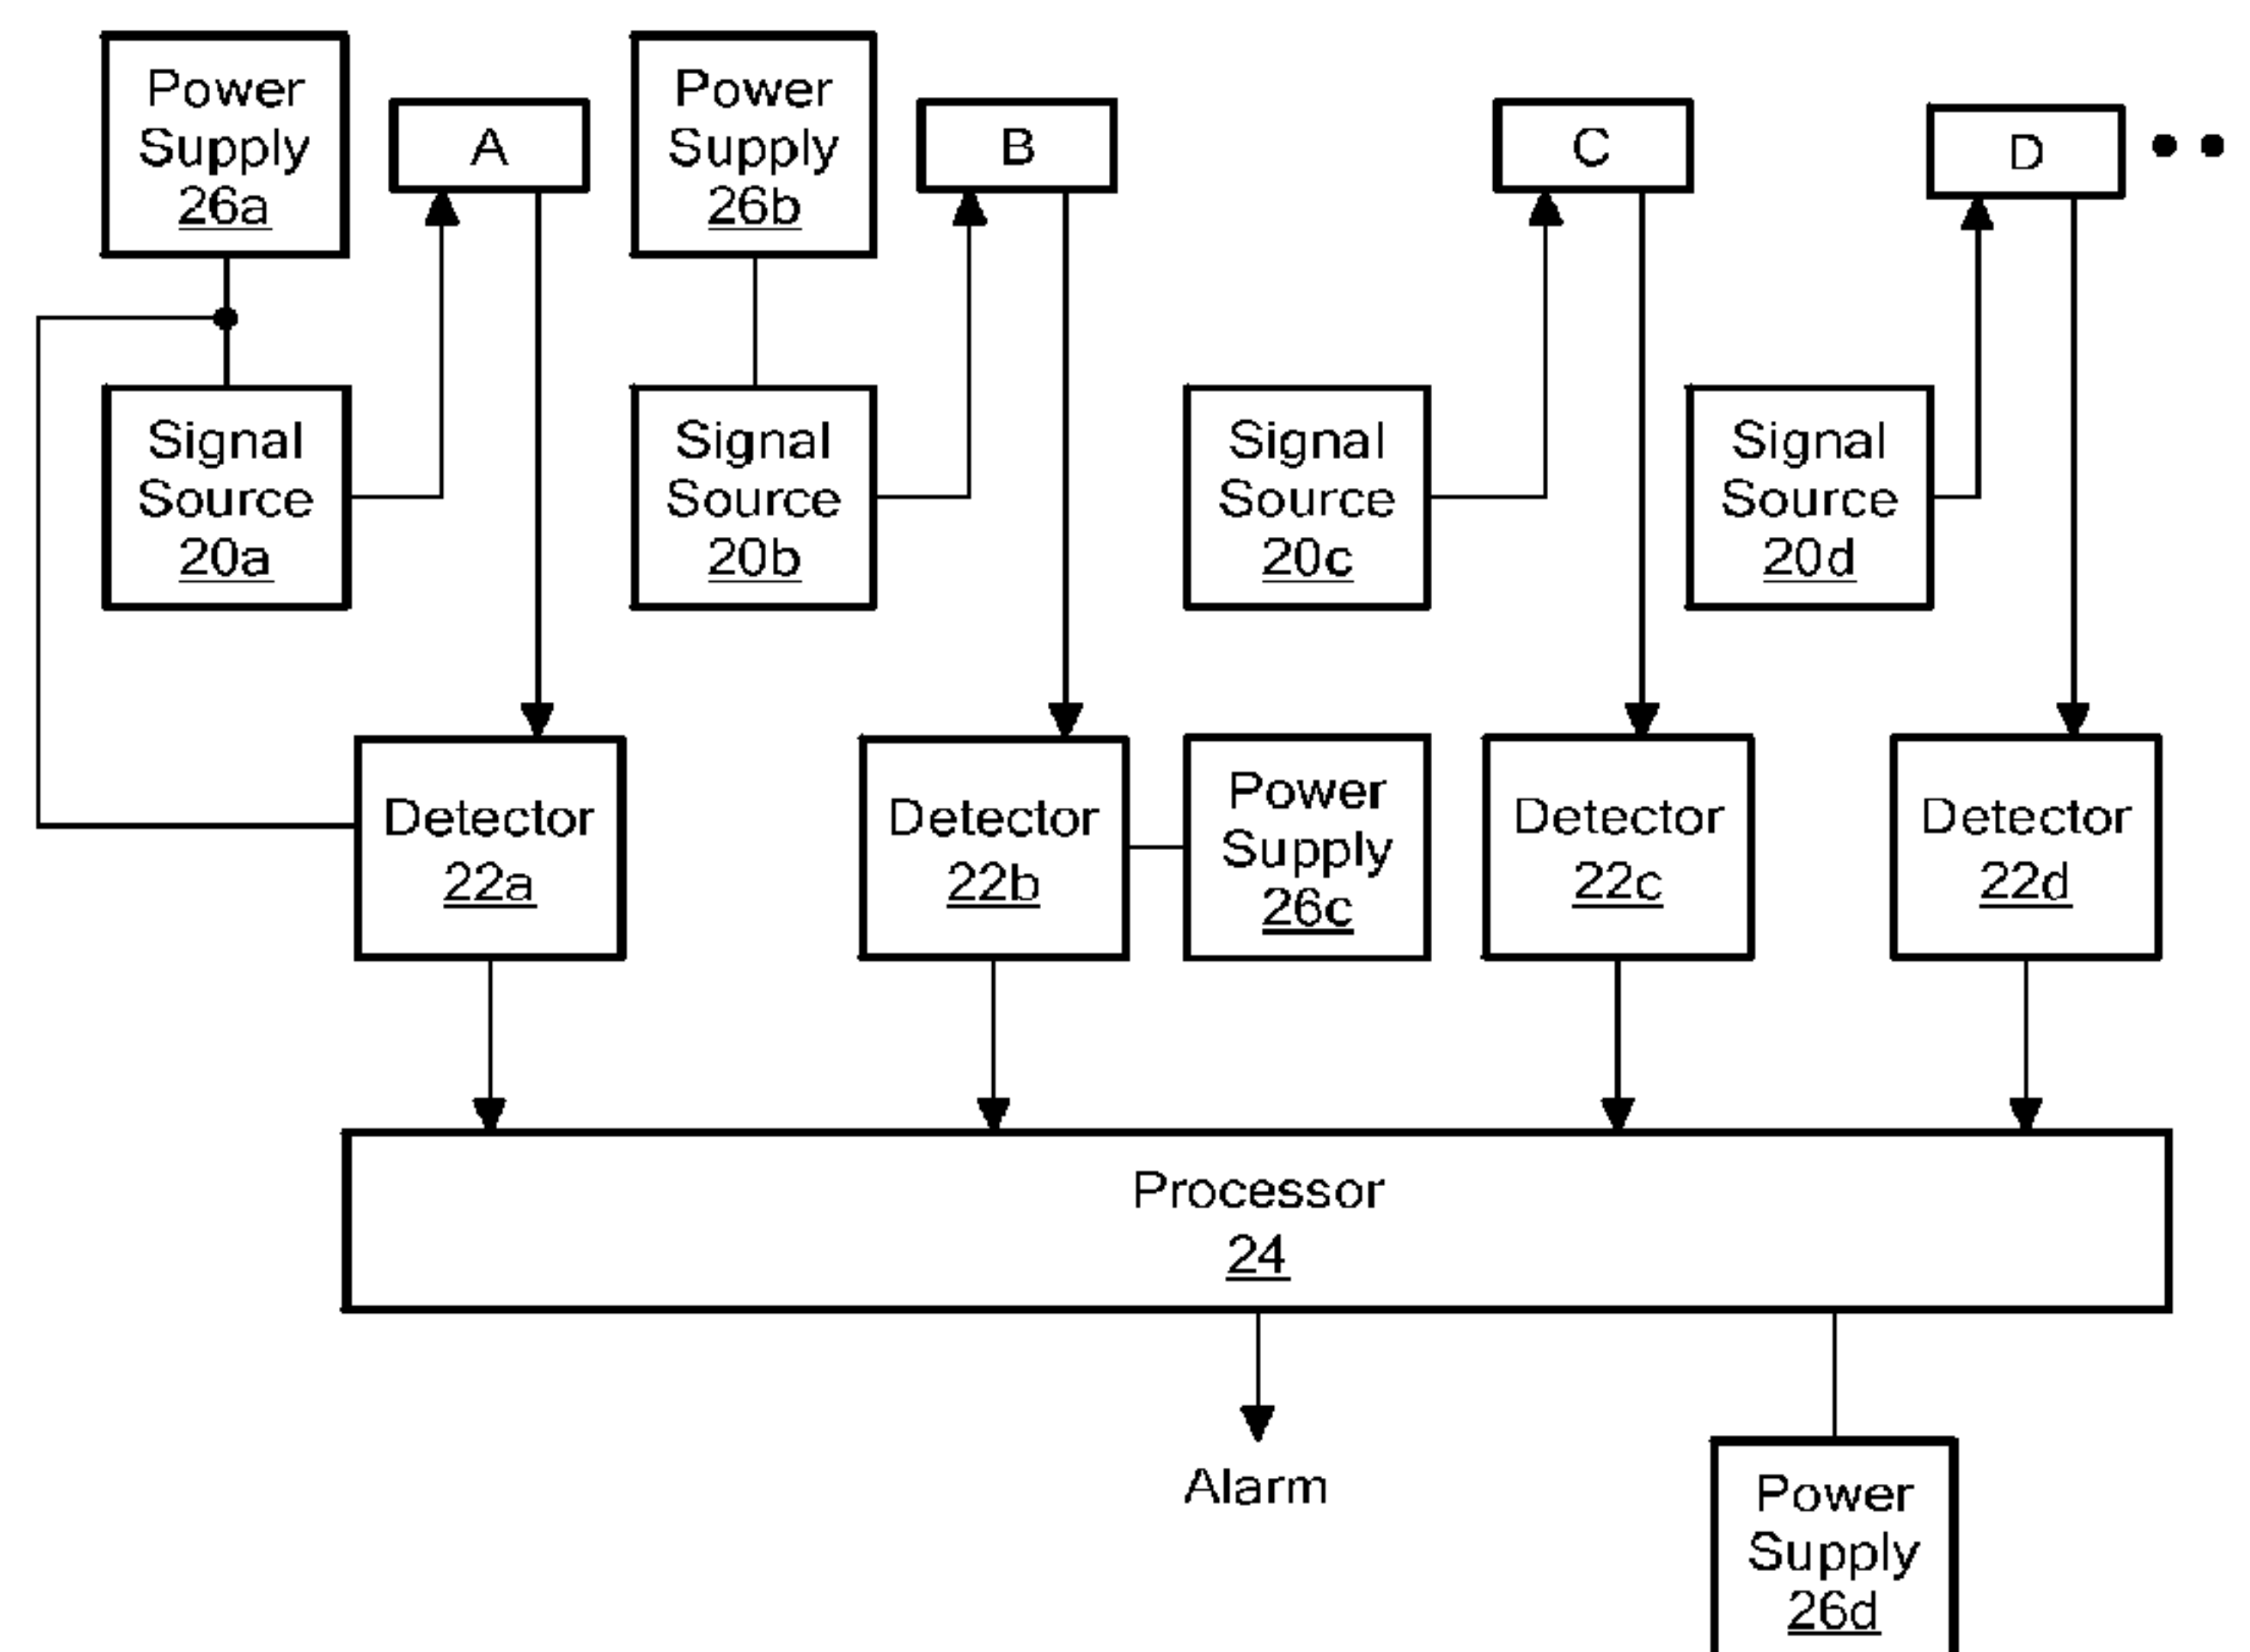 Power
Supply
26a
A
Power
Supply
26b
B
C
D
Signal
Source
20a
Signal
Source
20b
Signal
Source
20c
Signal
Source
20d
Detector
22a
Detector
22b
Power
Supply
26c
Detector
22c
Detector
22d
Processor
24
Alarm
Power
Supply
26d